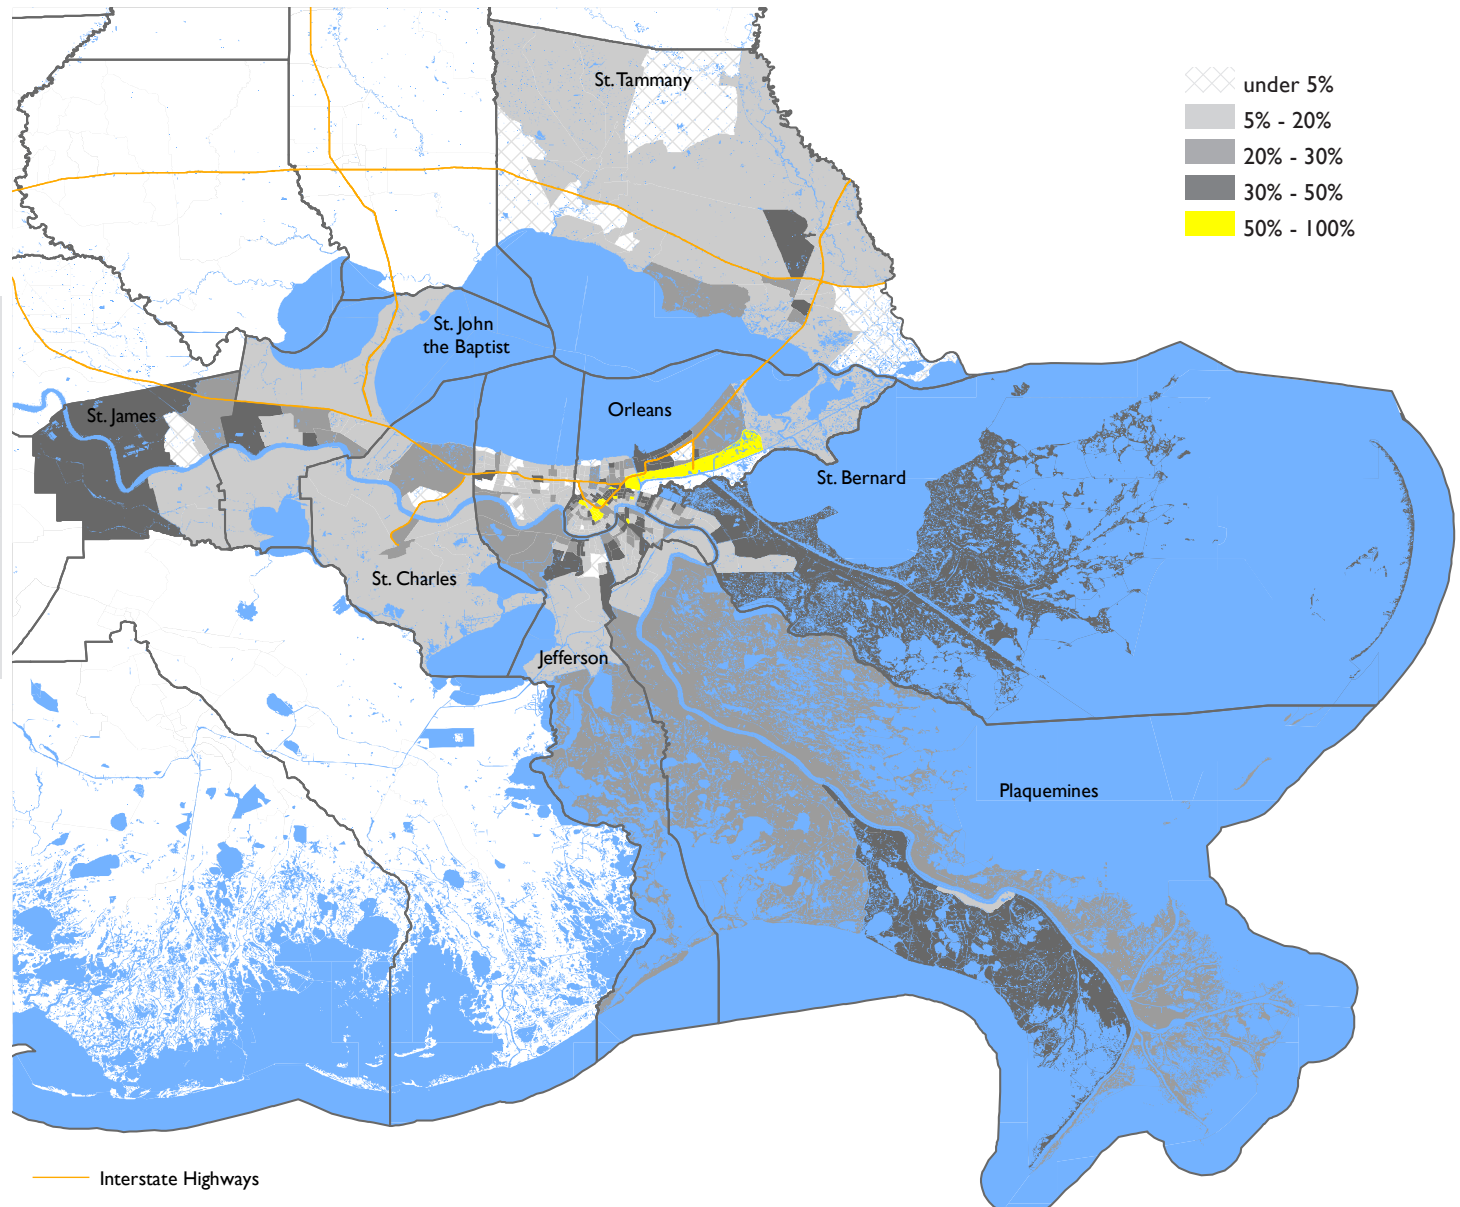 St. Tammany
under 5%
5% - 20%
20% - 30%
30% - 50%
50% - 100%
St. John
the Baptist
St. James
Orleans
St. Bernard
St. Charles
Jefferson
Plaquemines
Interstate Highways